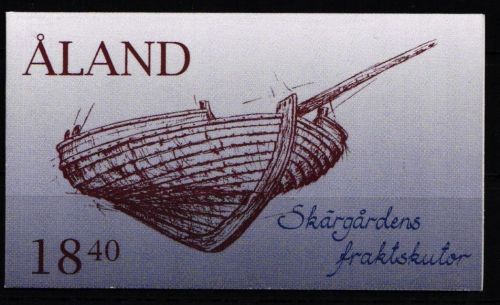 ÅLAND
Skärgårdens
fraktskutor
18 40